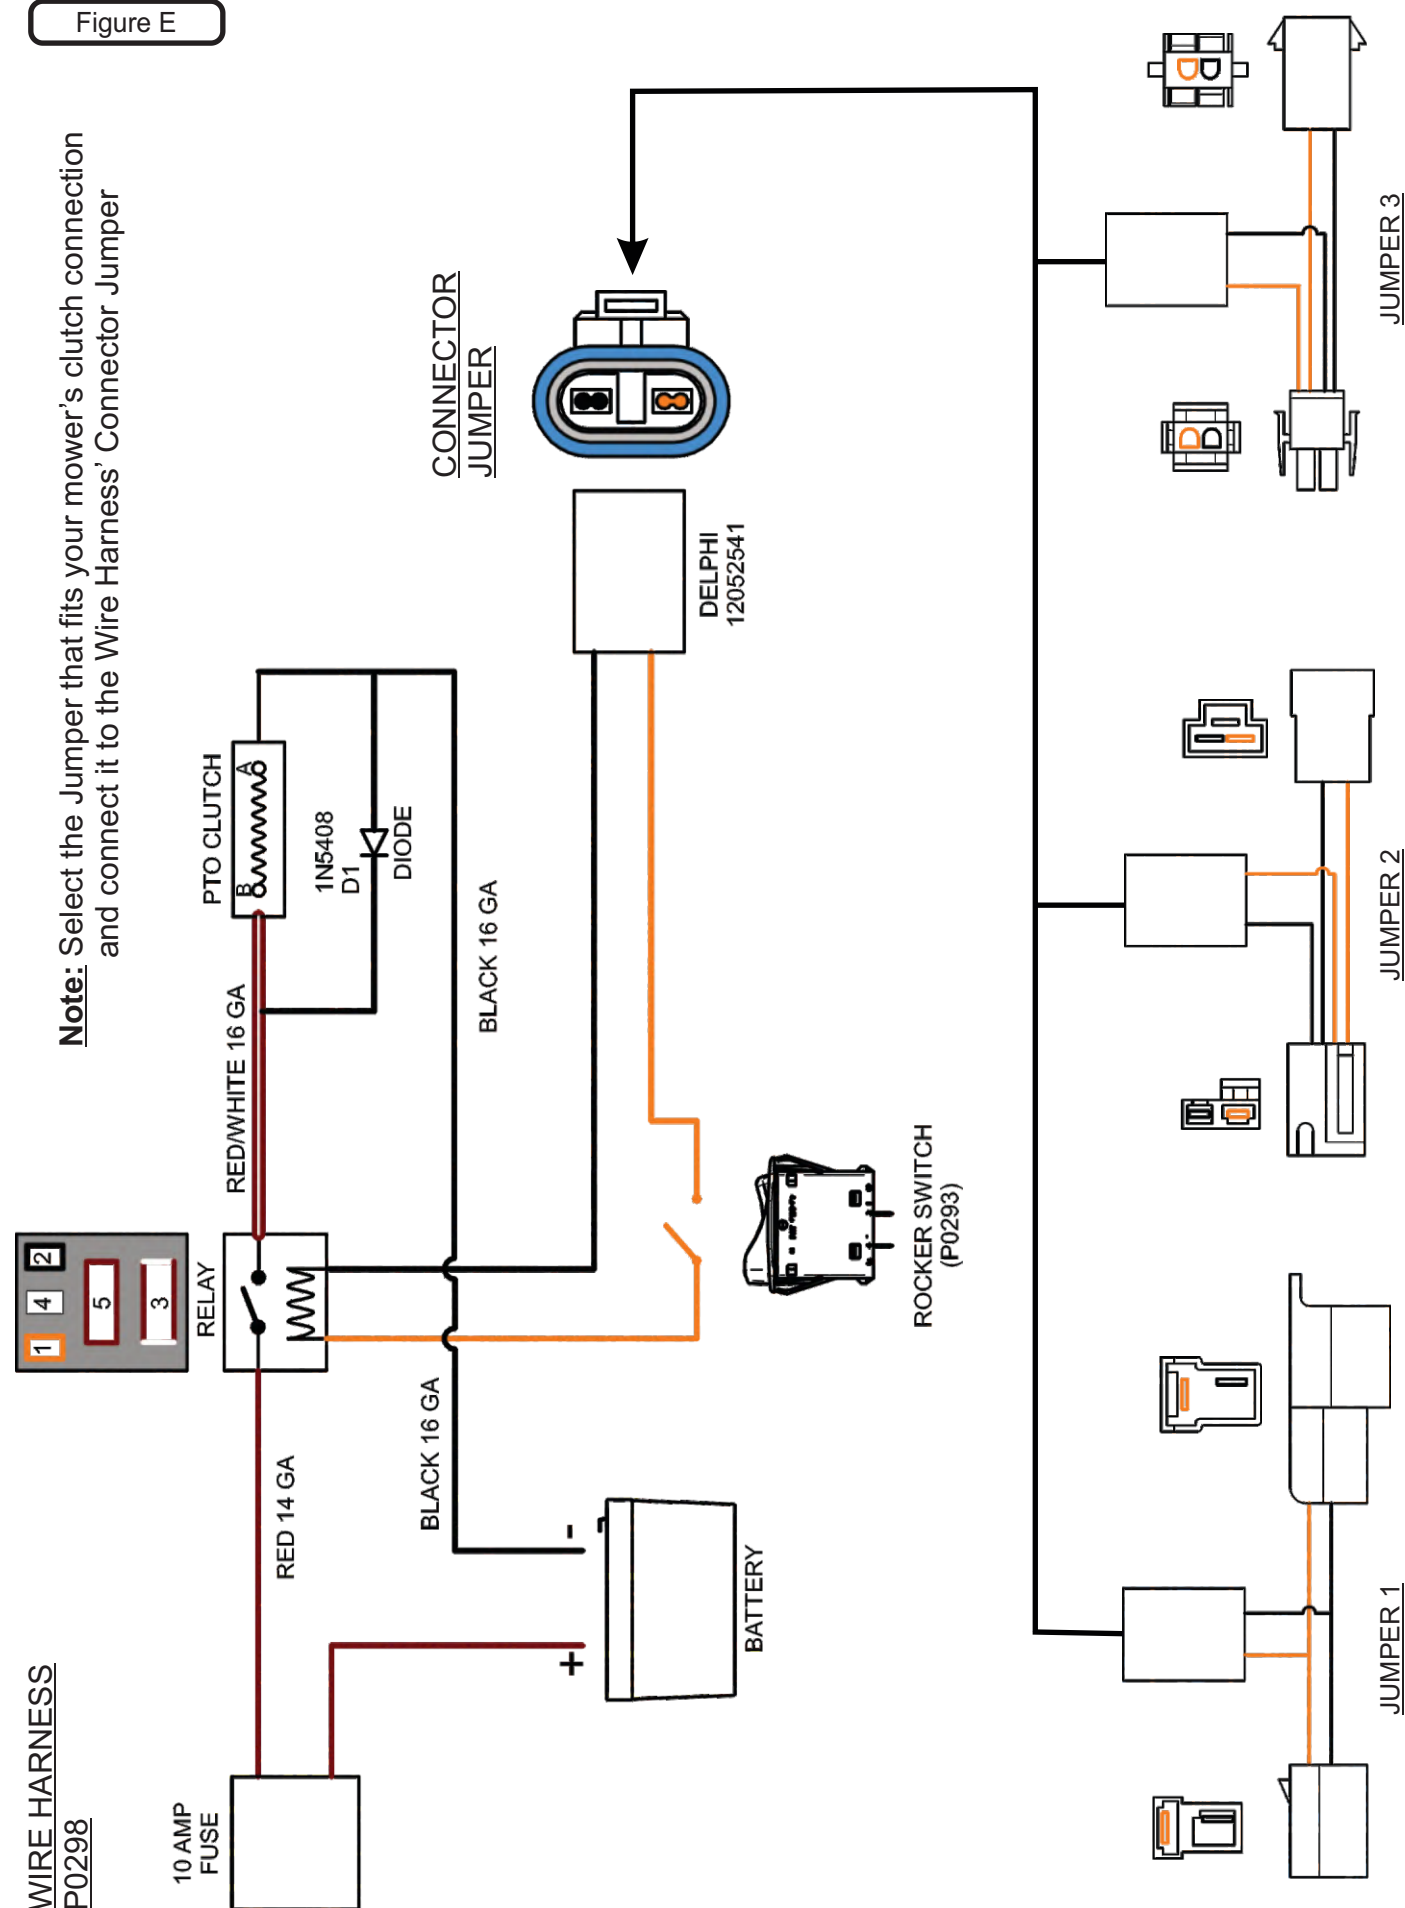 Figure E
Note: Select the Jumper that fits your mower's clutch connection
and connect it to the Wire Harness' Connector Jumper
WIRE HARNESS
P0298
10 AMP
FUSE
RED 14 GA
RELAY
1
4
2
5
3
RED/WHITE 16 GA
PTO CLUTCH
B
A
1N5408
D1
DIODE
BLACK 16 GA
BLACK 16 GA
+
-
BATTERY
ROCKER SWITCH
(P0293)
CONNECTOR
JUMPER
DELPHI
12052541
JUMPER 1
JUMPER 2
JUMPER 3